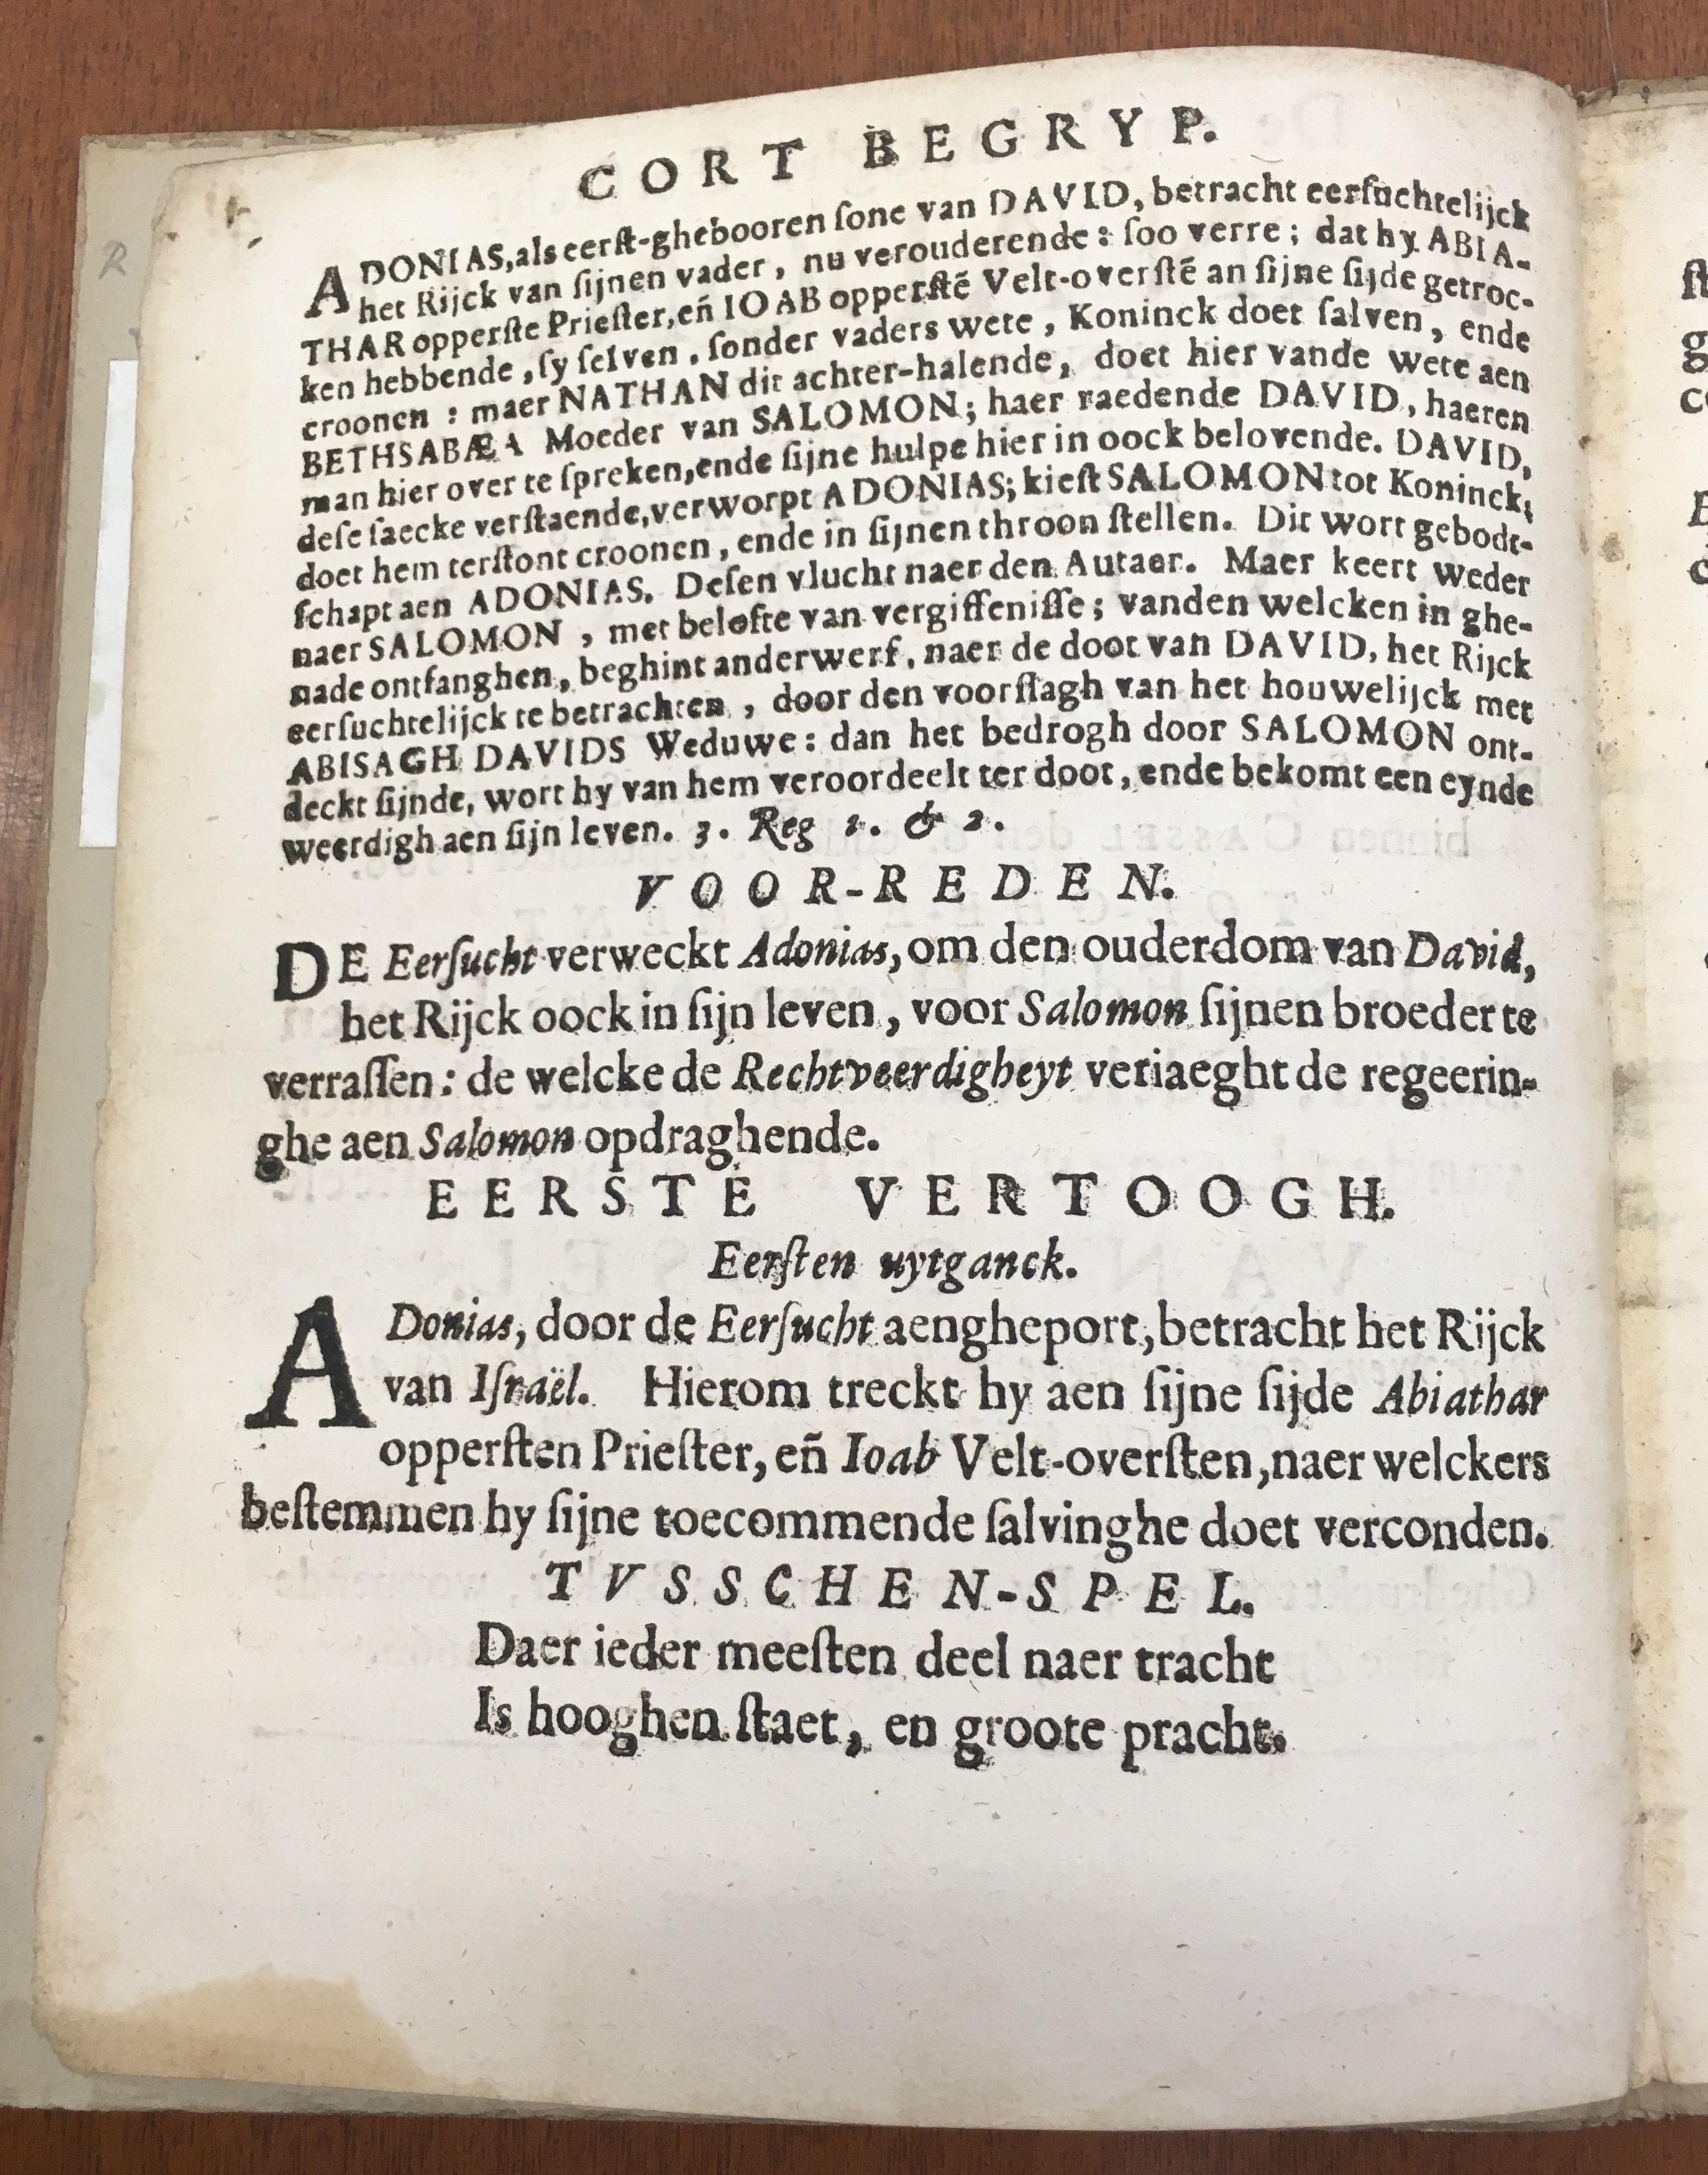 CORT BEGRYP.
ADONIAS, als eerſt-ghebooren ſone van DAVID, betracht eerſuchtelijck
het Rijck van ſijnen vader, nu verouderende: ſoo verre; dat hy ABIA-
THAR opperſte Prieſter, eñ IOAB opperſtē Velt-overſtē an ſijne ſijde getroc-
ken hebbende, ſy ſelven, ſonder vaders wete, Koninck doet ſalven, ende
croonen: maer NATHAN dit achter-halende, doet hier vande wete aen
BETHSABÆA Moeder van SALOMON; haer raedende DAVID, haeren
man hier over te ſpreken, ende ſijne hulpe hier in oock belovende. DAVID,
deſe ſaecke verſtaende, verworpt ADONIAS; kieſt SALOMON tot Koninck;
doet hem terſtont croonen, ende in ſijnen throon ſtellen. Dit wort gebodt-
ſchapt aen ADONIAS. Deſen vlucht naer den Autaer. Maer keert weder
naer SALOMON, met belofte van vergiffeniſſe; vanden welcken in ghe-
nade ontfanghen, beghint anderwerf, naer de doot van DAVID, het Rijck
eerſuchtelijck te betrachten, door den voorſlagh van het houwelijck met
ABISAGH DAVIDS Weduwe: dan het bedrogh door SALOMON ont-
deckt ſijnde, wort hy van hem veroordeelt ter doot, ende bekomt een eynde
weerdigh aen ſijn leven. 3. Reg 1. & 2.
VOOR-REDEN.
DE Eerſucht verweckt Adonias, om den ouderdom van David,
het Rijck oock in ſijn leven, voor Salomon ſijnen broeder te
verraſſen: de welcke de Rechtveerdigheyt veriaeght de regeerin-
ghe aen Salomon opdraghende.
EERSTE VERTOOGH.
Eerſten uytganck.
ADonias, door de Eerſucht aengheport, betracht het Rijck
van Iſraël. Hierom treckt hy aen ſijne ſijde Abiathar
opperſten Prieſter, eñ Ioab Velt-overſten, naer welckers
beſtemmen hy ſijne toecommende ſalvinghe doet verconden.
TVSSCHEN-SPEL.
Daer ieder meeſten deel naer tracht
Is hooghen ſtaet, en groote pracht.